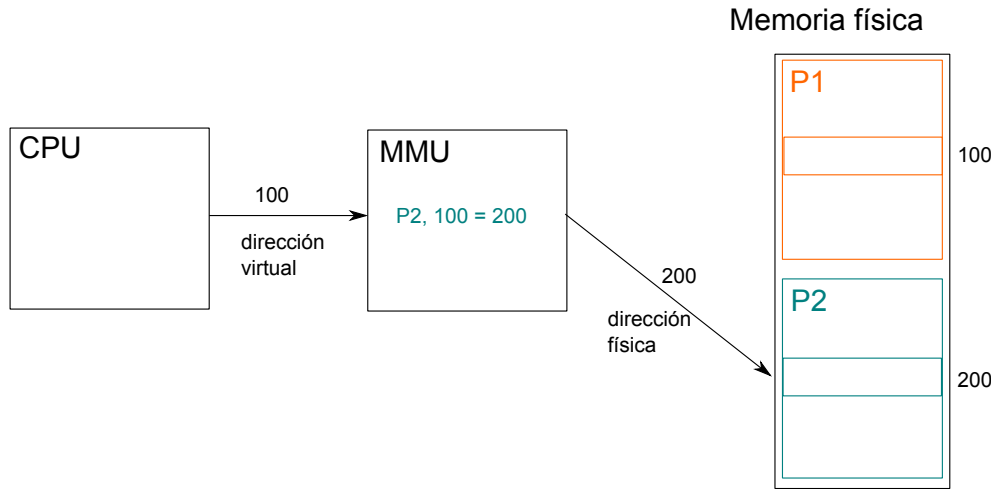 Memoria física
CPU
100
dirección
virtual
MMU
P2, 100 = 200
200
dirección
física
P1
100
P2
200